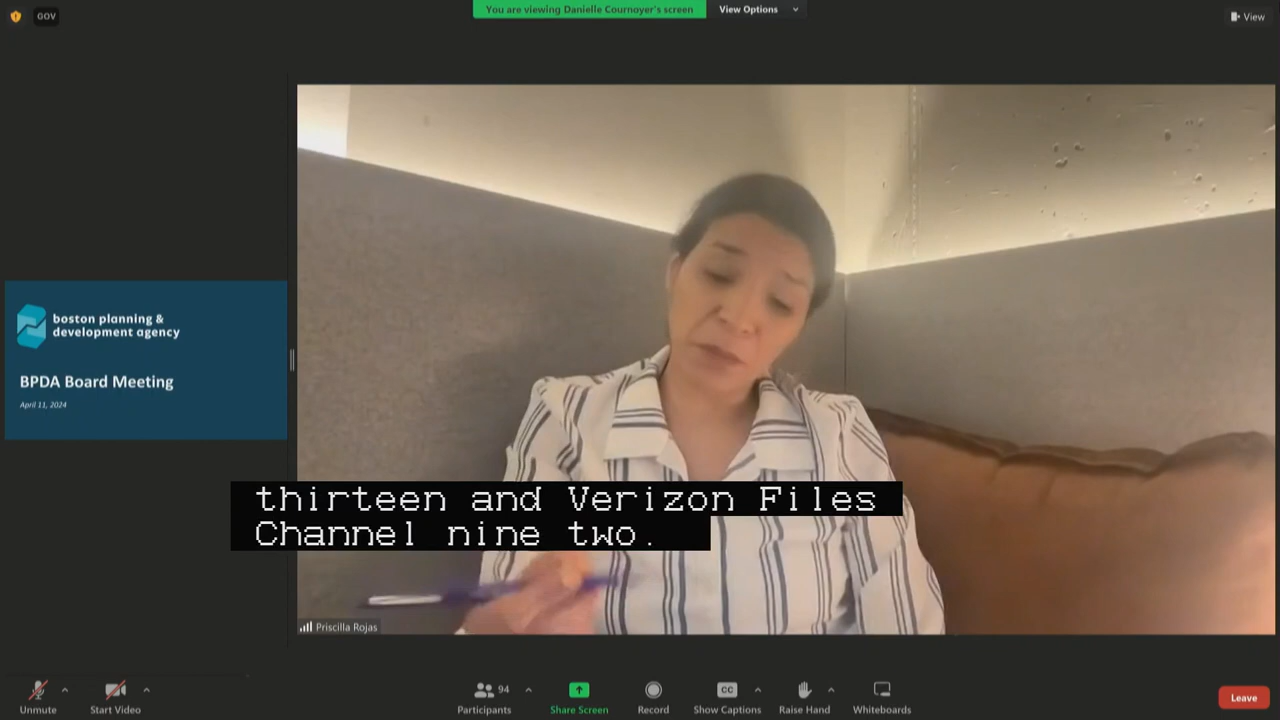 GOV
You are viewing Danielle Cournoyer's screen
View Options
View
boston planning &
development agency
BPDA Board Meeting
April 11, 2024
thirteen and Verizon Files
Channel nine two.
Priscilla Rojas
Unmute
Start Video
94
Participants
Share Screen
Record
CC
Show Captions
Raise Hand
Whiteboards
Leave